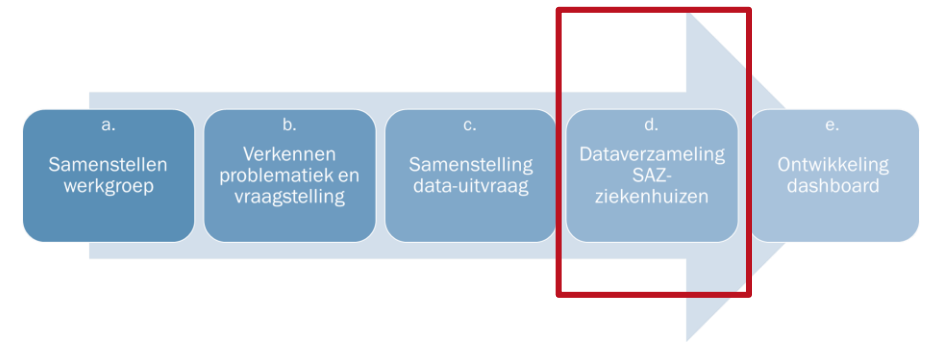 a.
Samenstellen
werkgroep
b.
Verkennen
problematiek en
vraagstelling
c.
Samenstelling
data-uitvraag
d.
Dataverzameling
SAZ-
ziekenhuizen
e.
Ontwikkeling
dashboard